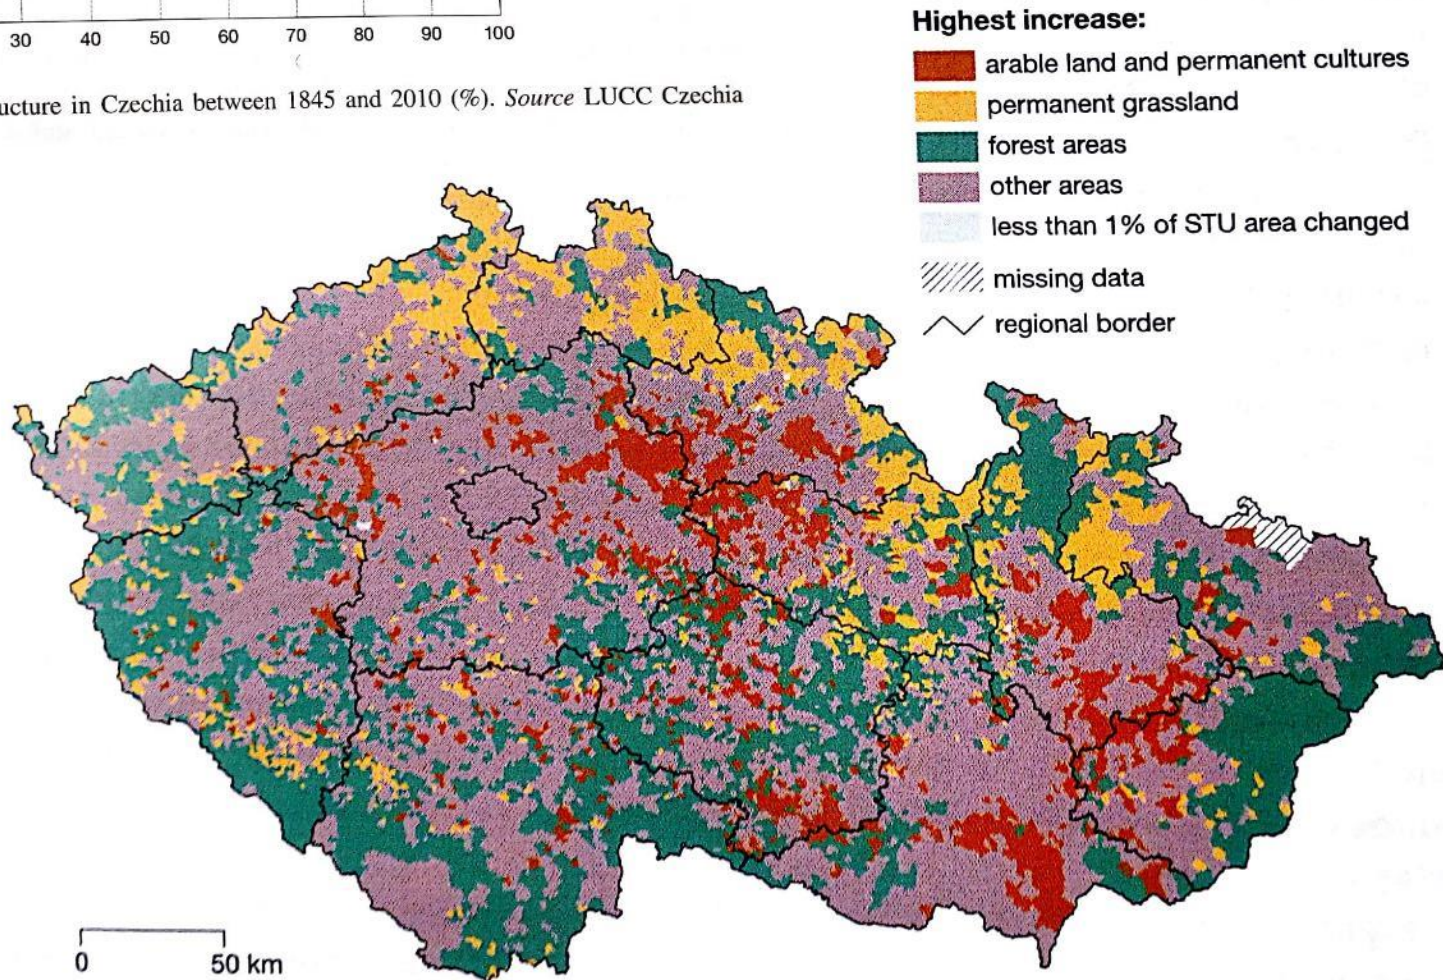 30 40 50 60 70 80 90 100
ucture in Czechia between 1845 and 2010 (%). Source LUCC Czechia
Highest increase:
arable land and permanent cultures
permanent grassland
forest areas
other areas
less than 1% of STU area changed
missing data
regional border
0 50 km